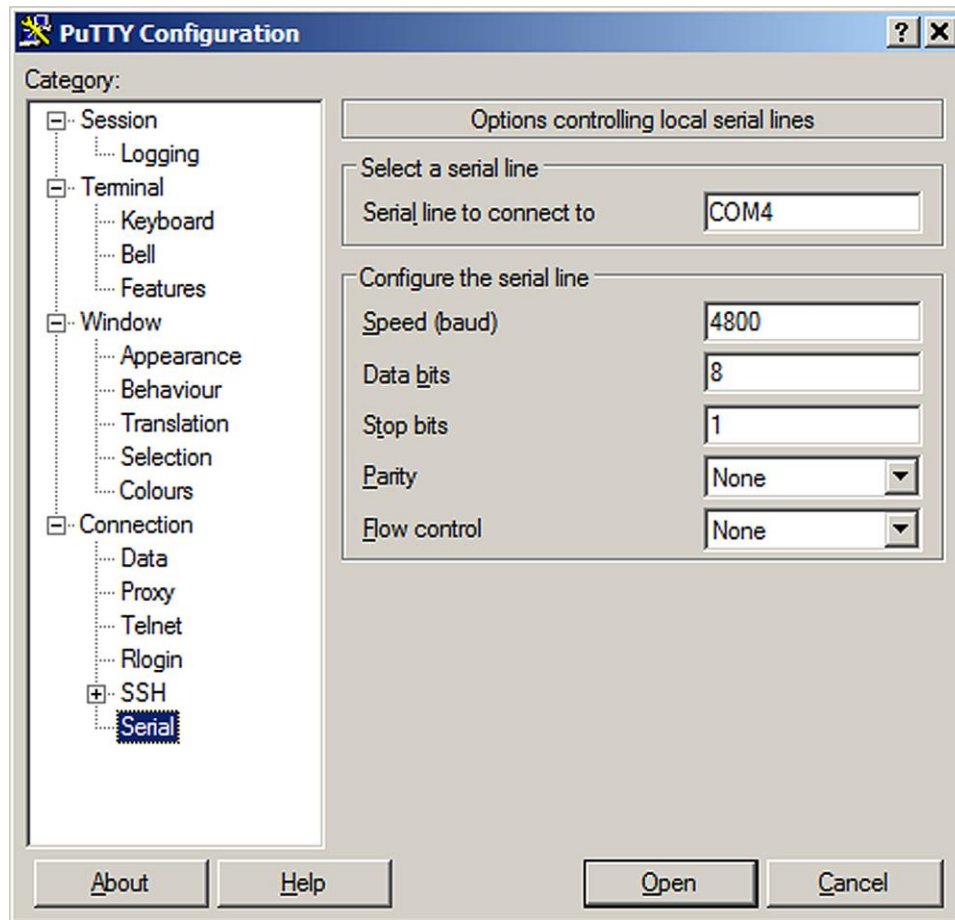 PuTTY Configuration
Category:
Session
Logging
Terminal
Keyboard
Bell
Features
Window
Appearance
Behaviour
Translation
Selection
Colours
Connection
Data
Proxy
Telnet
Rlogin
SSH
Serial
Options controlling local serial lines
Select a serial line
Serial line to connect to COM4
Configure the serial line
Speed (baud) 4800
Data bits 8
Stop bits 1
Parity None
Flow control None
About Help Open Cancel